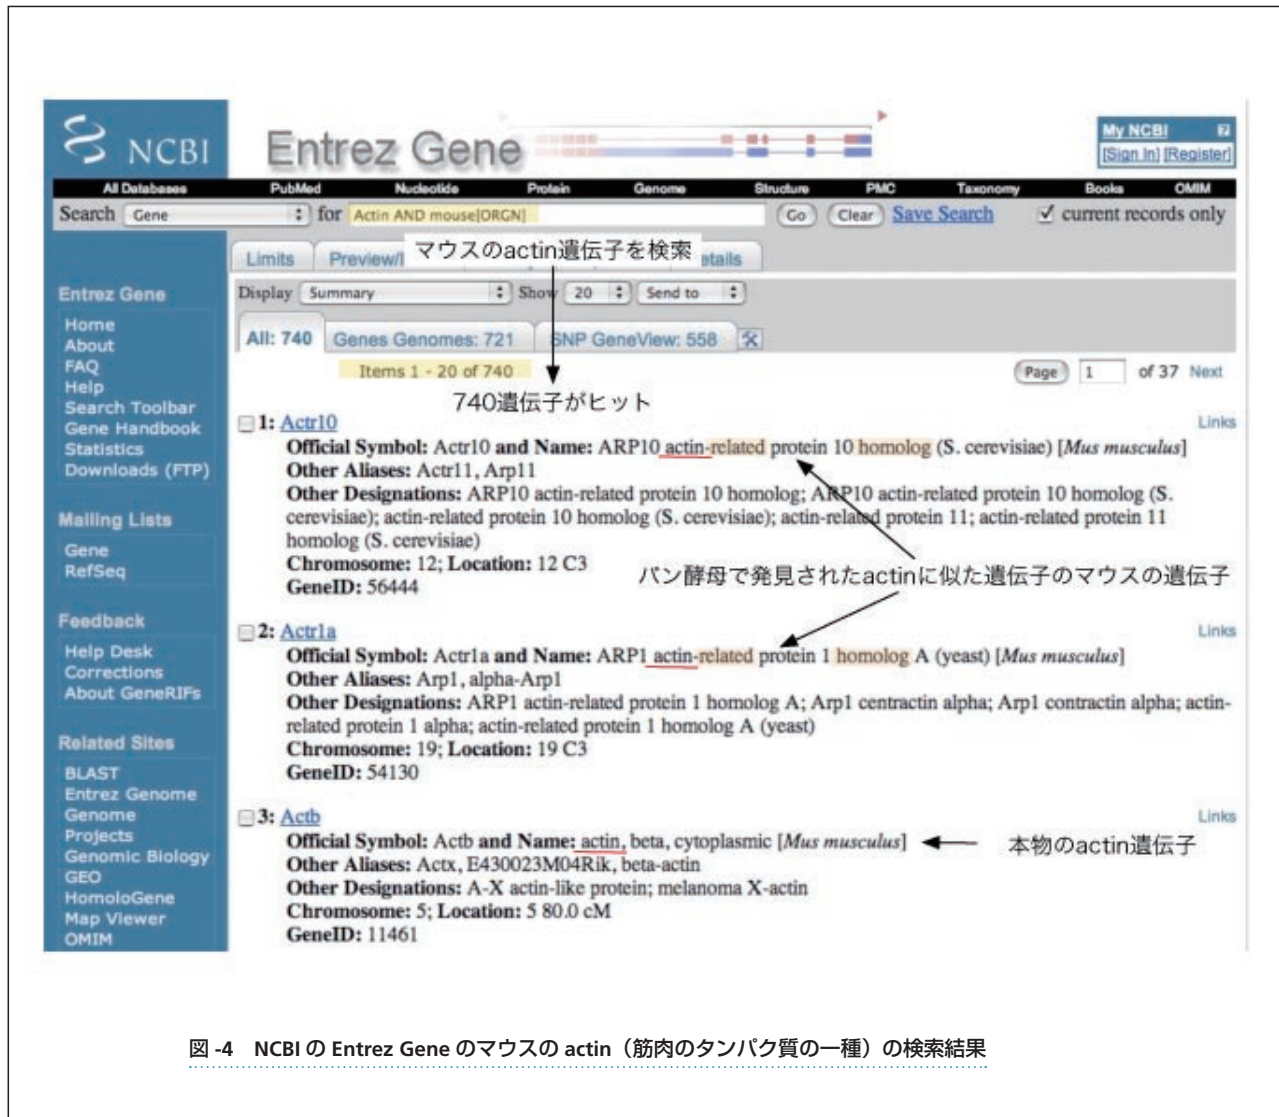 NCBI
Entrez Gene
My NCBI
[Sign In] [Register]
All Databases PubMed Nucleotide Protein Genome Structure PMC Taxonomy Books OMIM
Search Gene for Actin AND mouse[ORGN] Go Clear Save Search current records only
マウスのactin遺伝子を検索
Limits Preview/I etails
Display Summary Show 20 Send to
All: 740 Genes Genomes: 721 SNP GeneView: 558
Items 1 - 20 of 740
Page 1 of 37 Next
740遺伝子がヒット
Entrez Gene
Home
About
FAQ
Help
Search Toolbar
Gene Handbook
Statistics
Downloads (FTP)
Mailing Lists
Gene
RefSeq
Feedback
Help Desk
Corrections
About GeneRIFs
Related Sites
BLAST
Entrez Genome
Genome
Projects
Genomic Biology
GEO
HomoloGene
Map Viewer
OMIM
1: Actr10 Links
Official Symbol: Actr10 and Name: ARP10 actin-related protein 10 homolog (S. cerevisiae) [Mus musculus]
Other Aliases: Actr11, Arp11
Other Designations: ARP10 actin-related protein 10 homolog; ARP10 actin-related protein 10 homolog (S.
cerevisiae); actin-related protein 10 homolog (S. cerevisiae); actin-related protein 11; actin-related protein 11
homolog (S. cerevisiae)
Chromosome: 12; Location: 12 C3
GeneID: 56444
パン酵母で発見されたactinに似た遺伝子のマウスの遺伝子
2: Actr1a Links
Official Symbol: Actr1a and Name: ARP1 actin-related protein 1 homolog A (yeast) [Mus musculus]
Other Aliases: Arp1, alpha-Arp1
Other Designations: ARP1 actin-related protein 1 homolog A; Arp1 centractin alpha; Arp1 contractin alpha; actin-
related protein 1 alpha; actin-related protein 1 homolog A (yeast)
Chromosome: 19; Location: 19 C3
GeneID: 54130
3: Actb Links
Official Symbol: Actb and Name: actin, beta, cytoplasmic [Mus musculus]
本物のactin遺伝子
Other Aliases: Actx, E430023M04Rik, beta-actin
Other Designations: A-X actin-like protein; melanoma X-actin
Chromosome: 5; Location: 5 80.0 cM
GeneID: 11461
図-4 NCBI の Entrez Gene のマウスの actin（筋肉のタンパク質の一種）の検索結果